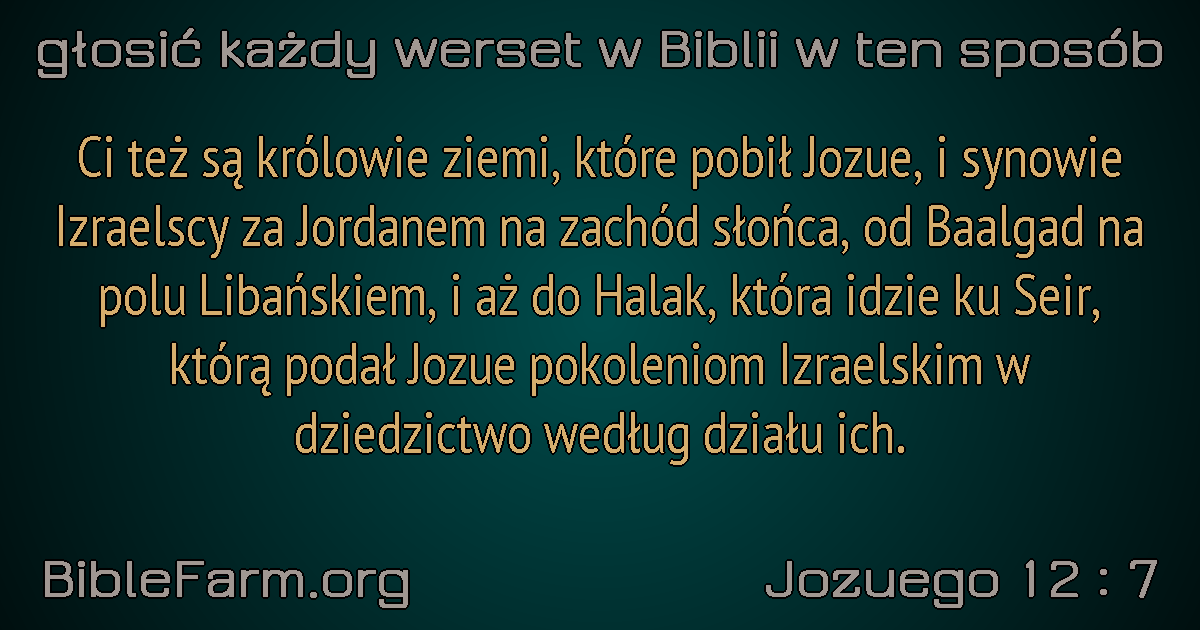 głosić każdy werset w Biblii w ten sposób
Ci też są królowie ziemi, które pobił Jozue, i synowie
Izraelscy za Jordanem na zachód słońca, od Baalgad na
polu Libańskiem, i aż do Halak, która idzie ku Seir,
którą podał Jozue pokoleniom Izraelskim w
dziedzictwo według działu ich.
BibleFarm.org
Jozuego 12 : 7